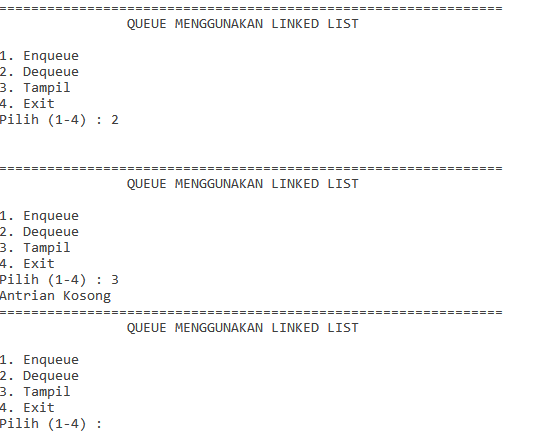 ===============================================================
QUEUE MENGGUNAKAN LINKED LIST
1. Enqueue
2. Dequeue
3. Tampil
4. Exit
Pilih (1-4) : 2
===============================================================
QUEUE MENGGUNAKAN LINKED LIST
1. Enqueue
2. Dequeue
3. Tampil
4. Exit
Pilih (1-4) : 3
Antrian Kosong
===============================================================
QUEUE MENGGUNAKAN LINKED LIST
1. Enqueue
2. Dequeue
3. Tampil
4. Exit
Pilih (1-4) :